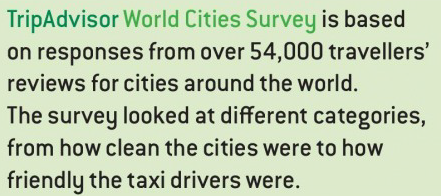 TripAdvisor World Cities Survey is based
on responses from over 54,000 travellers'
reviews for cities around the world.
The survey looked at different categories,
from how clean the cities were to how
friendly the taxi drivers were.